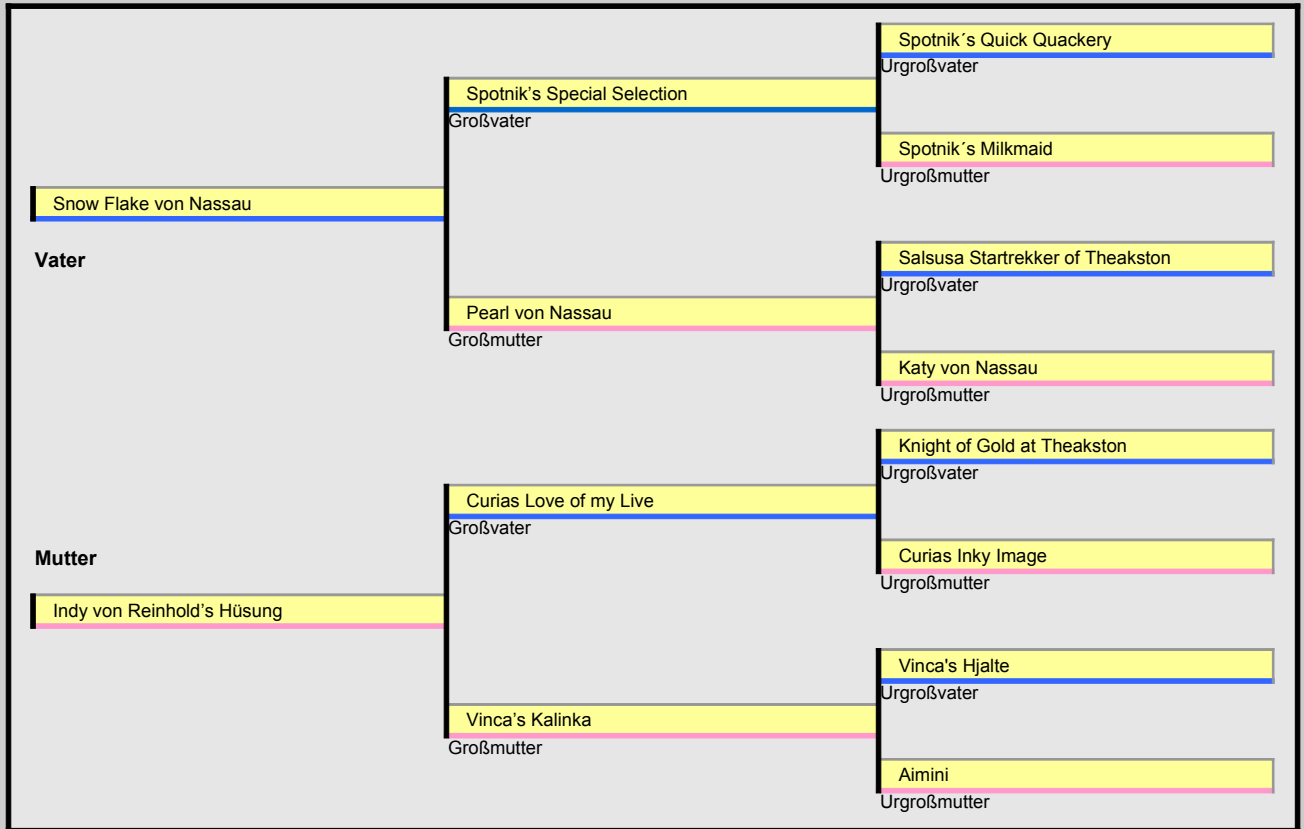 Spotnik´s Quick Quackery
Urgroßvater
Spotnik's Special Selection
Großvater
Spotnik´s Milkmaid
Urgroßmutter
Snow Flake von Nassau
Vater
Salsusa Startrekker of Theakston
Urgroßvater
Pearl von Nassau
Großmutter
Katy von Nassau
Urgroßmutter
Knight of Gold at Theakston
Urgroßvater
Curias Love of my Live
Großvater
Mutter
Curias Inky Image
Urgroßmutter
Indy von Reinhold’s Hüsung
Vinca's Hjalte
Urgroßvater
Vinca’s Kalinka
Großmutter
Aimini
Urgroßmutter